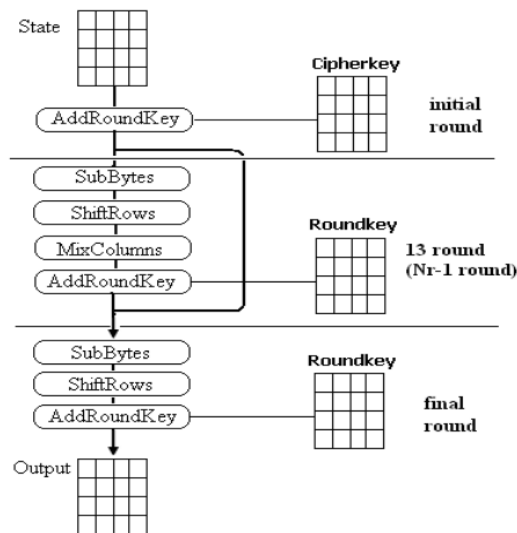 State
Cipherkey
AddRoundKey
initial
round
SubBytes
ShiftRows
MixColumns
AddRoundKey
Roundkey
13 round
(Nr-1 round)
SubBytes
ShiftRows
AddRoundKey
Roundkey
final
round
Output